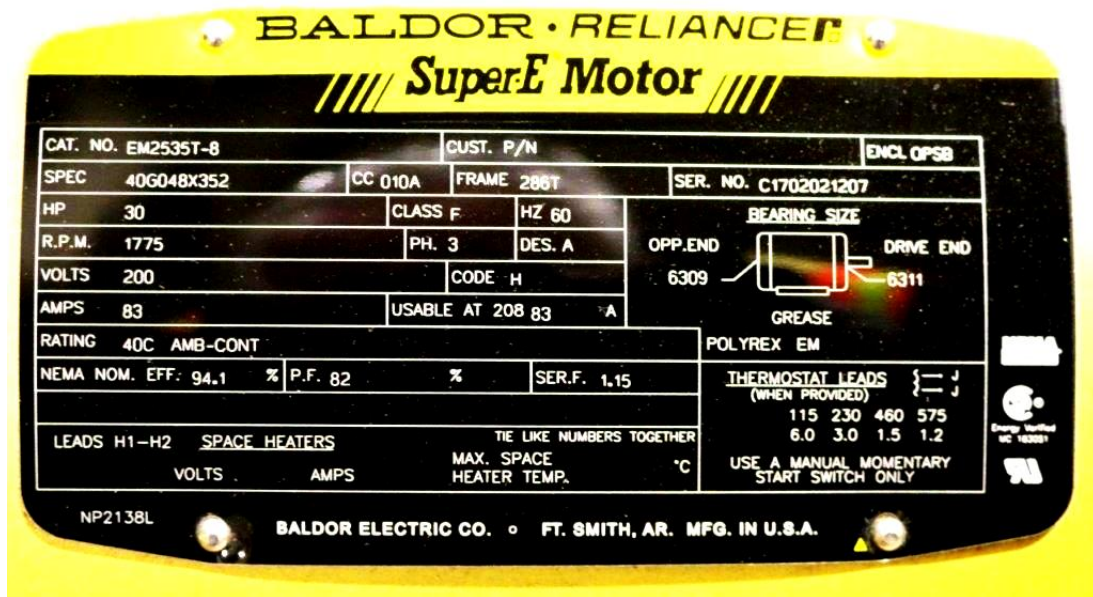 BALDOR · RELIANCE
Super-E Motor
CAT. NO. EM2535T-8 CUST. P/N ENCL OPSB
SPEC 40G048X352 CC 010A FRAME 286T SER. NO. C1702021207
HP 30 CLASS F HZ 60 BEARING SIZE
R.P.M. 1775 PH. 3 DES. A OPP.END DRIVE END
VOLTS 200 CODE H 6309 6311
AMPS 83 USABLE AT 208 83 A GREASE
RATING 40C AMB-CONT POLYREX EM
NEMA NOM. EFF. 94.1 % P.F. 82 % SER.F. 1.15 THERMOSTAT LEADS J
(WHEN PROVIDED) J
115 230 460 575
LEADS H1-H2 SPACE HEATERS TIE LIKE NUMBERS TOGETHER 6.0 3.0 1.5 1.2
VOLTS AMPS MAX. SPACE HEATER TEMP. °C USE A MANUAL MOMENTARY
START SWITCH ONLY
Energy Verified
NP2138L
BALDOR ELECTRIC CO. ○ FT. SMITH, AR. MFG. IN U.S.A.